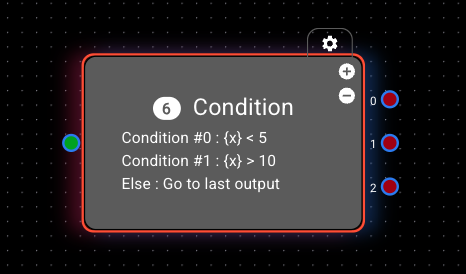 6 Condition
Condition #0 : {x} < 5
Condition #1 : {x} > 10
Else : Go to last output
0
1
2